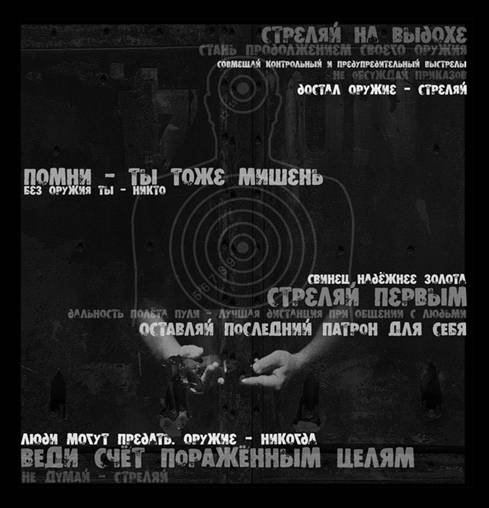 СТРЕЛЯЙ НА ВЫДОХЕ
СТАНЬ ПРОДОЛЖЕНИЕМ СВОЕГО ОРУЖИЯ
СОВМЕЩАЙ КОНТРОЛЬНЫЙ И ПРЕДУПРЕДИТЕЛЬНЫЙ ВЫСТРЕЛЫ
НЕ ОБСУЖДАЙ ПРИКАЗОВ
ДОСТАЛ ОРУЖИЕ - СТРЕЛЯЙ
ПОМНИ - ТЫ ТОЖЕ МИШЕНЬ
БЕЗ ОРУЖИЯ ТЫ - НИКТО
СВИНЕЦ НАДЁЖНЕЕ ЗОЛОТА
СТРЕЛЯЙ ПЕРВЫМ
ДАЛЬНОСТЬ ПОЛЁТА ПУЛИ - ЛУЧШАЯ ДИСТАНЦИЯ ПРИ ОБЩЕНИИ С ЛЮДЬМИ
ОСТАВЛЯЙ ПОСЛЕДНИЙ ПАТРОН ДЛЯ СЕБЯ
ЛЮДИ МОГУТ ПРЕДАТЬ. ОРУЖИЕ - НИКОГДА
ВЕДИ СЧЁТ ПОРАЖЁННЫМ ЦЕЛЯМ
НЕ ДУМАЙ - СТРЕЛЯЙ